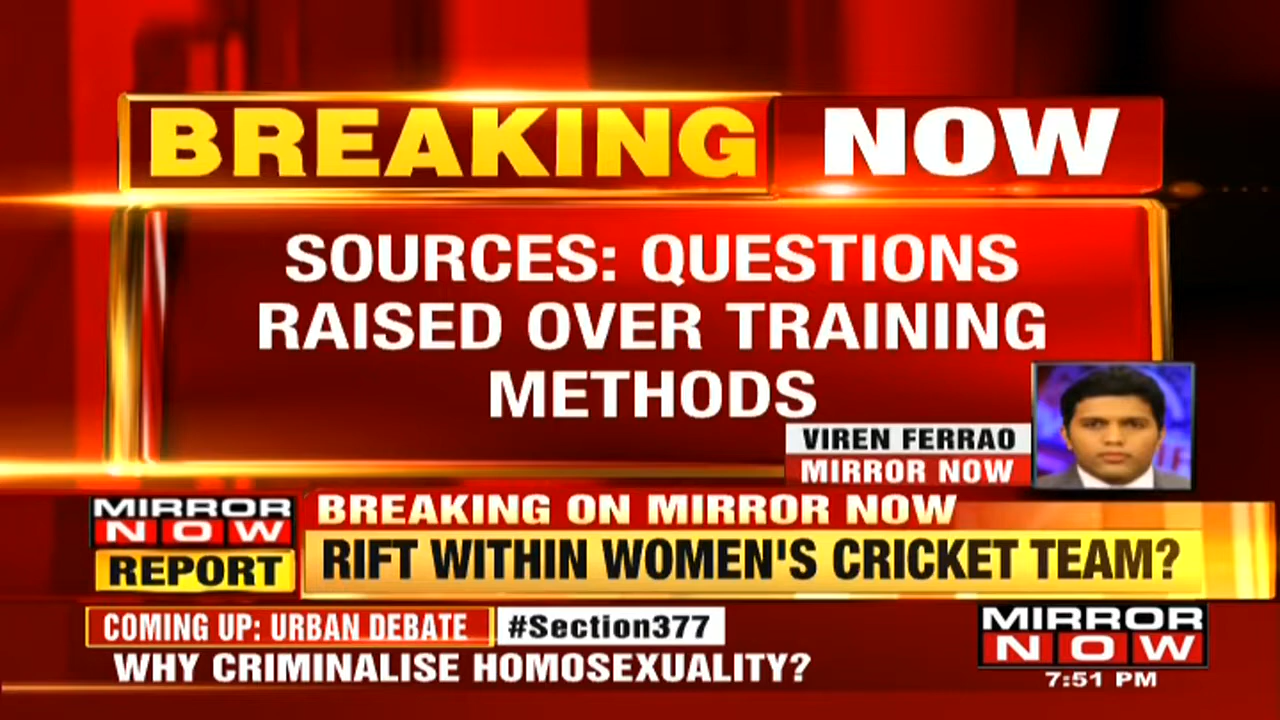 BREAKING NOW
SOURCES: QUESTIONS
RAISED OVER TRAINING
METHODS
VIREN FERRAO
MIRROR NOW
MIRROR
NOW
REPORT
BREAKING ON MIRROR NOW
RIFT WITHIN WOMEN'S CRICKET TEAM?
COMING UP: URBAN DEBATE
#Section377
WHY CRIMINALISE HOMOSEXUALITY?
MIRROR
NOW
7:51 PM